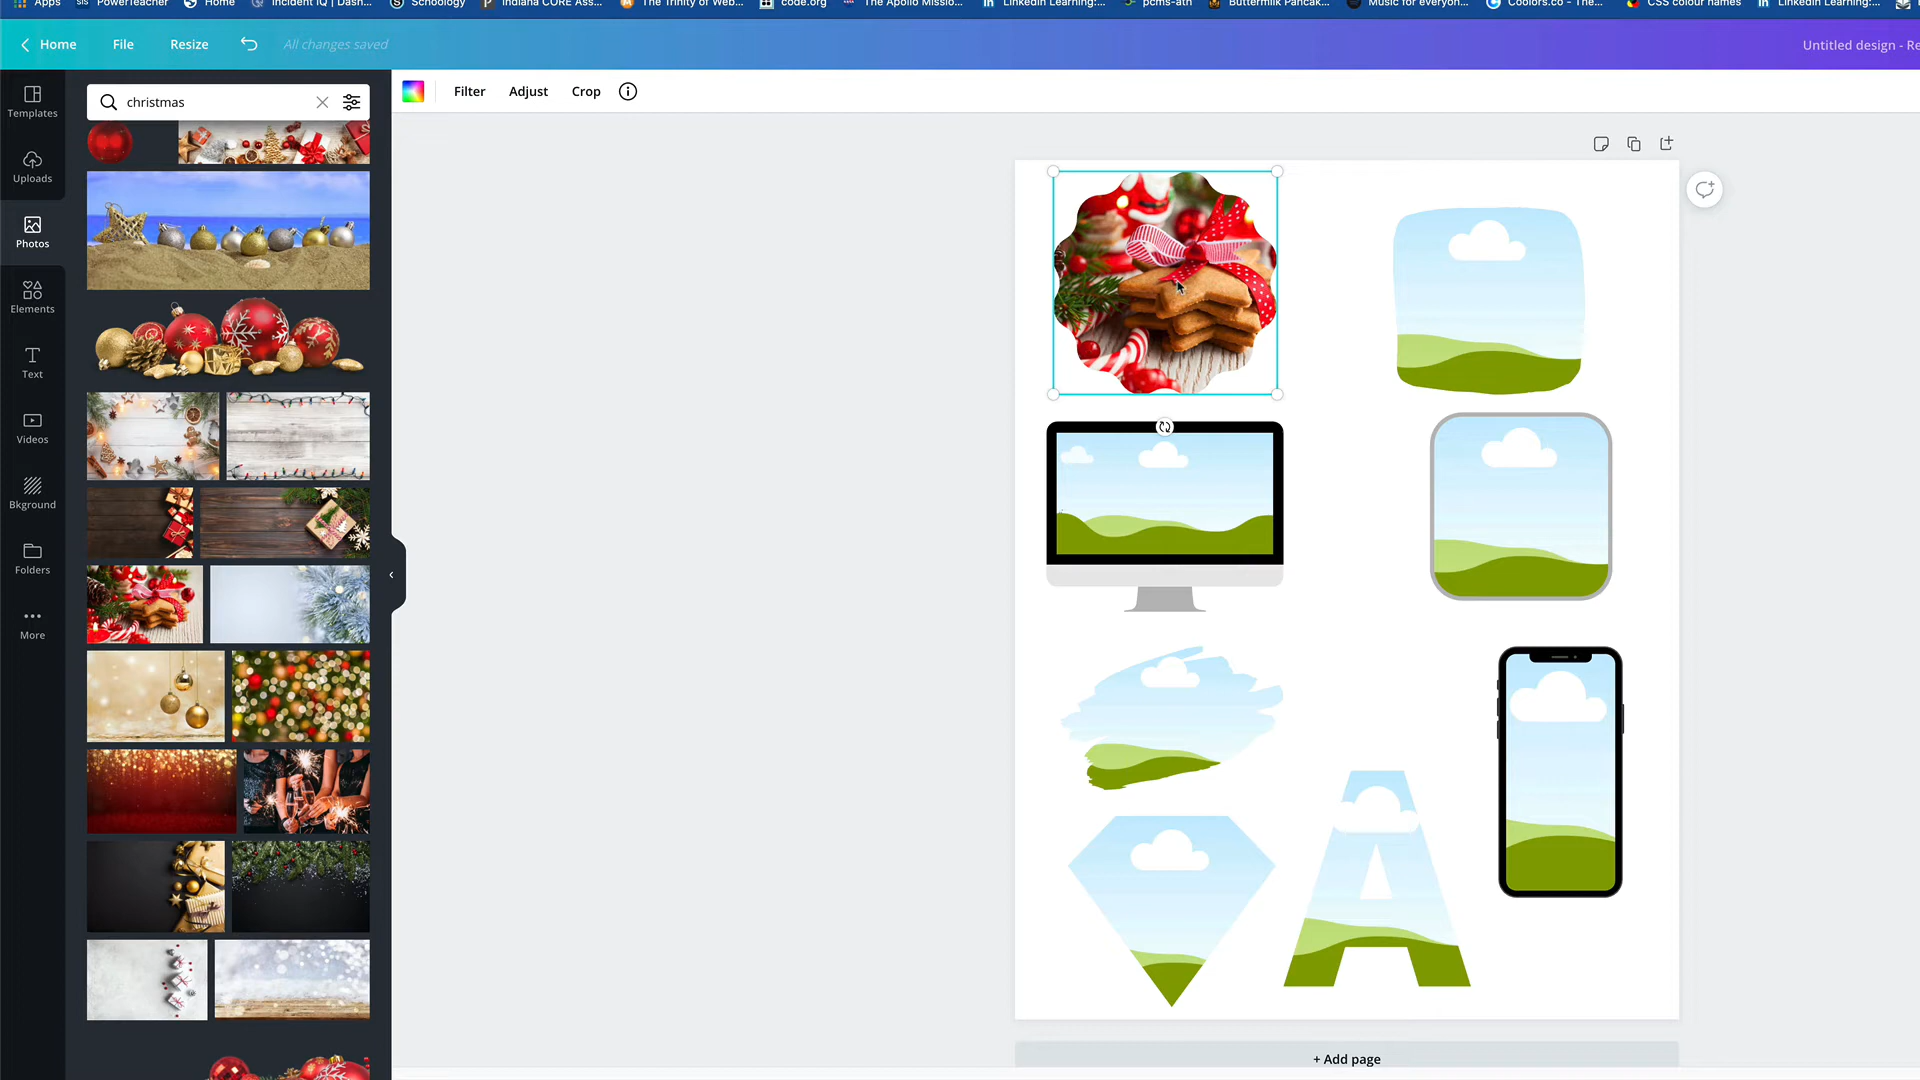 Apps PowerTeacher Home Incident IQ | Dash... Schoology Indiana CORE Ass... The Trinity of Web... code.org The Apollo Missio... LinkedIn Learning:... pcms-ath Buttermilk Pancak... Music for everyon... Coolors.co - The... CSS colour names LinkedIn Learning:...
Home File Resize All changes saved Untitled design - Re
Templates
Uploads
Photos
Elements
Text
Videos
Bkground
Folders
More
christmas
Filter Adjust Crop
+ Add page